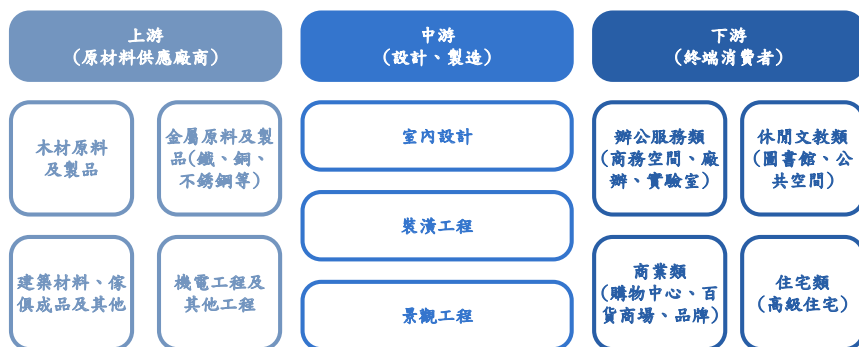 上游
(原材料供應廠商)
中游
(設計、製造)
下游
(終端消費者)
木材原料
及製品
金屬原料及製
品(鐵、銅、
不銹鋼等)
建築材料、傢
俱成品及其他
機電工程及
其他工程
室內設計
裝潢工程
景觀工程
辦公服務類
(商務空間、廠
辦、實驗室)
休閒文教類
(圖書館、公
共空間)
商業類
(購物中心、百
貨商場、品牌)
住宅類
(高級住宅)